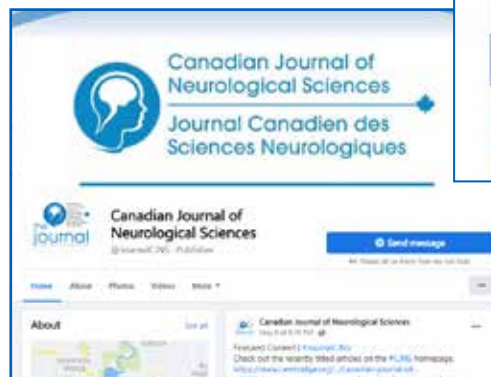 Canadian Journal of
Neurological Sciences
Journal Canadien des
Sciences Neurologiques
the
journal
Canadian Journal of
Neurological Sciences
Send message
Home About Photos Videos More
About
See all
Canadian Journal of Neurological Sciences
Featured Content |
Check out the recently titled articles on the #CJNS homepage.